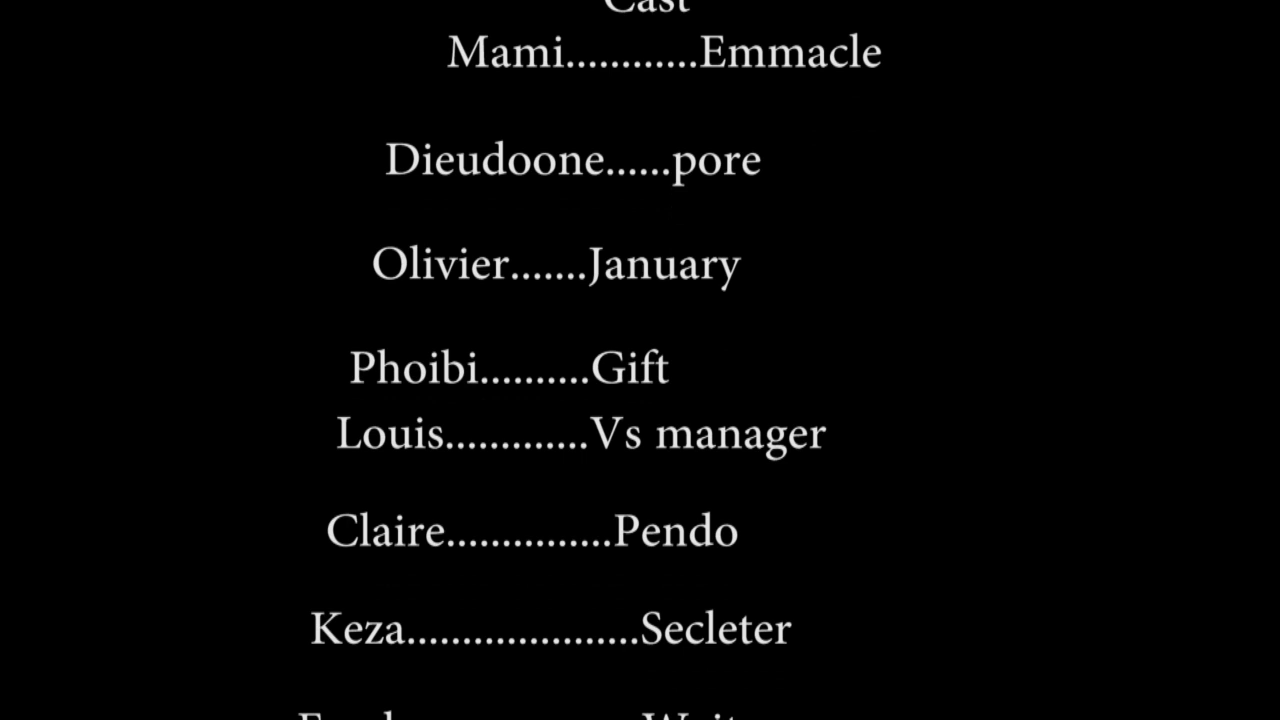 Cast
Mami............Emmacle
Dieudoone......pore
Olivier.......January
Phoibi..........Gift
Louis.............Vs manager
Claire...............Pendo
Keza.....................Secleter